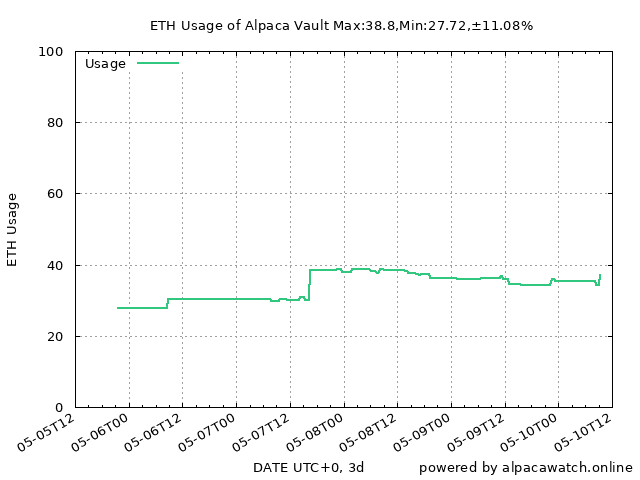 ETH Usage of Alpaca Vault Max:38.8,Min:27.72,±11.08%
Usage
100
80
60
40
20
0
ETH Usage
05-05T12
05-06T00
05-06T12
05-07T00
05-07T12
05-08T00
05-08T12
05-09T00
05-09T12
05-10T00
05-10T12
DATE UTC+0, 3d
powered by alpacawatch.online